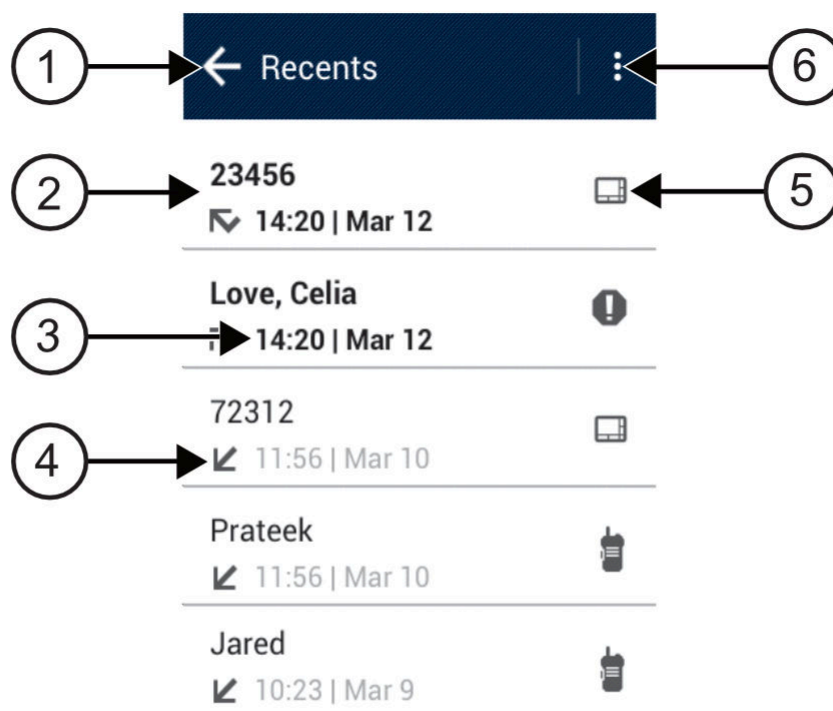 1
Recents
6
2
23456
14:20 | Mar 12
5
Love, Celia
3
14:20 | Mar 12
72312
4
11:56 | Mar 10
Prateek
11:56 | Mar 10
Jared
10:23 | Mar 9